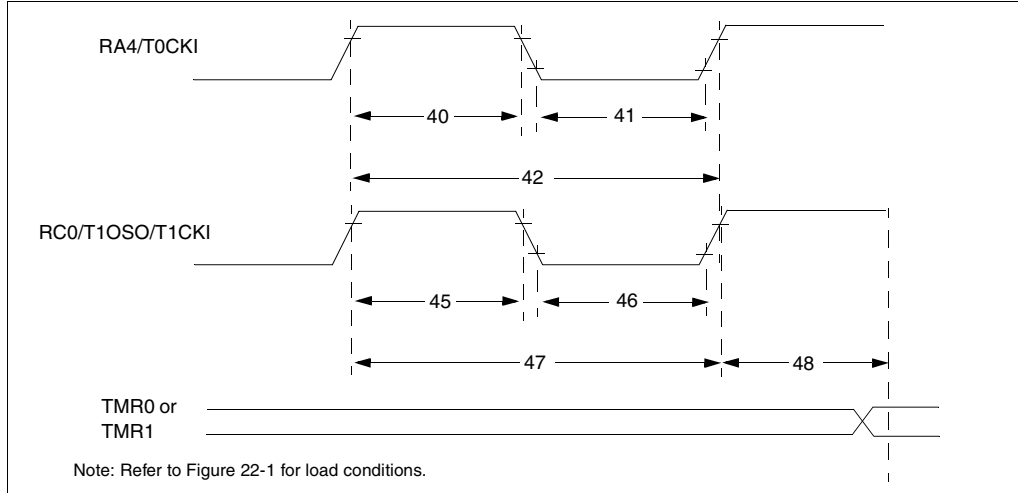 RA4/T0CKI
40
41
42
RC0/T1OSO/T1CKI
45
46
47
48
TMR0 or
TMR1
Note: Refer to Figure 22-1 for load conditions.